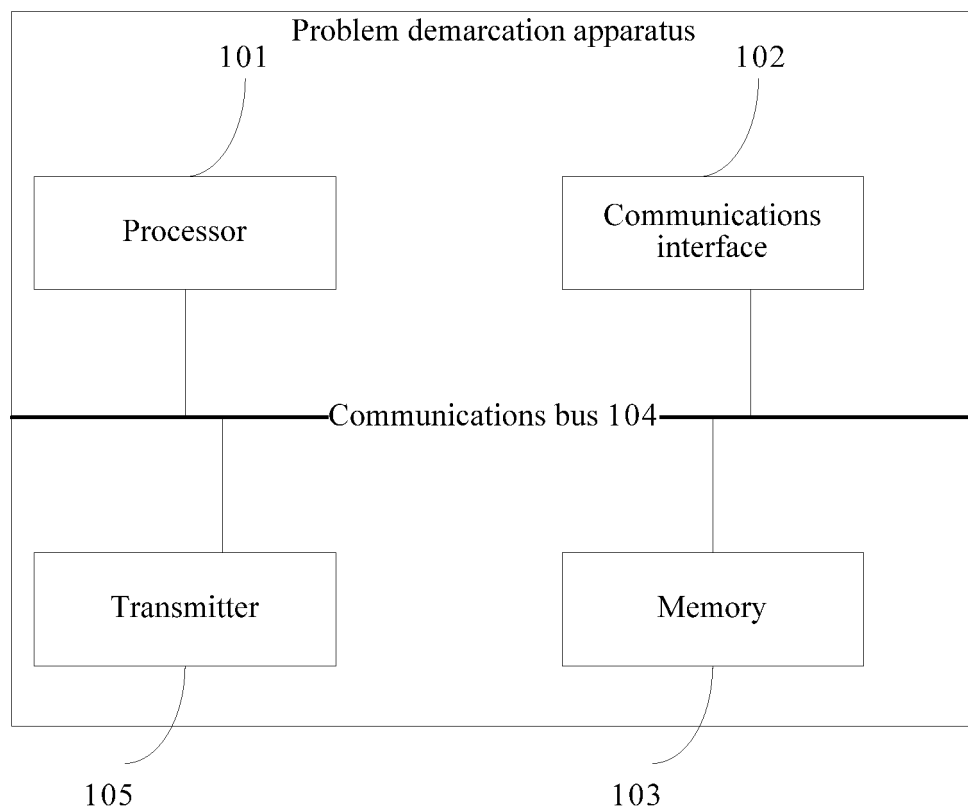 Problem demarcation apparatus
101
102
Processor
Communications
interface
Communications bus 104
Transmitter
Memory
105
103